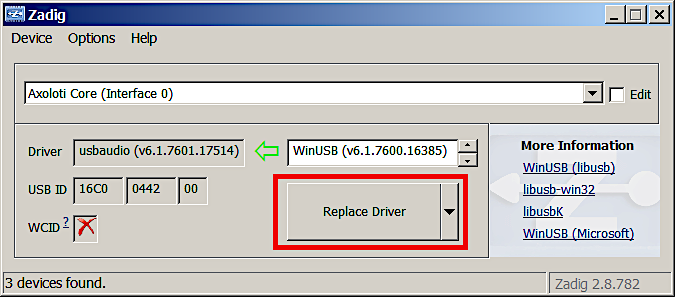 Zadig
Device Options Help
Axoloti Core (Interface 0)
Edit
Driver usbaudio (v6.1.7601.17514) WinUSB (v6.1.7600.16385)
USB ID 16C0 0442 00
WCID ?
Replace Driver
More Information
WinUSB (libusb)
libusb-win32
libusbK
WinUSB (Microsoft)
3 devices found.
Zadig 2.8.782